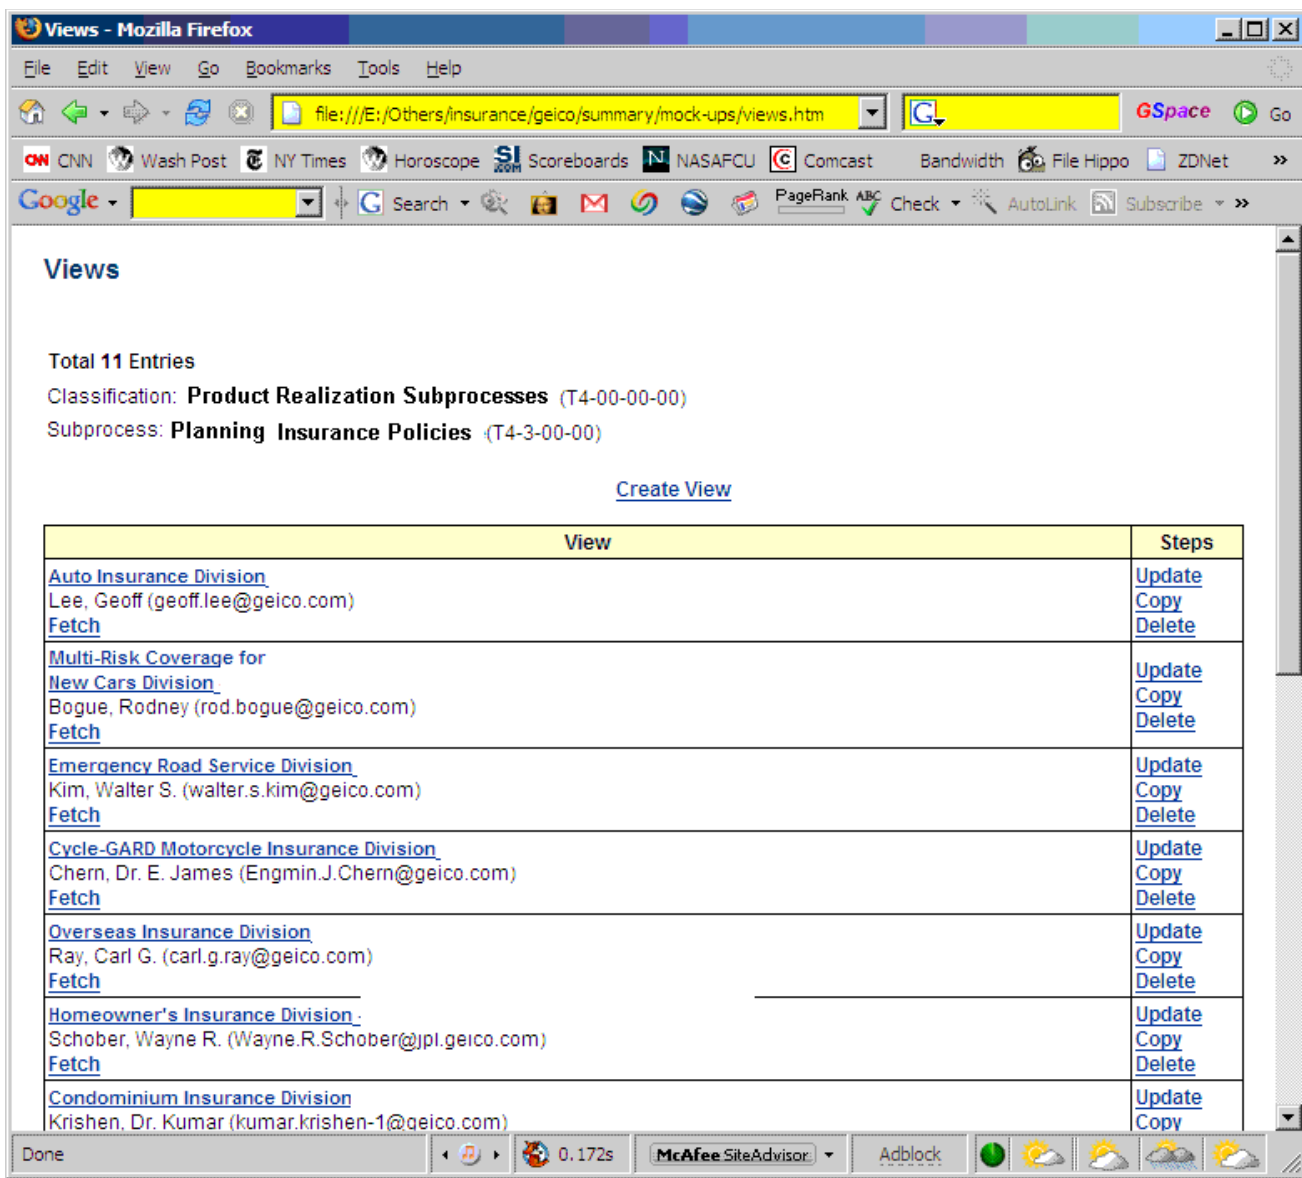 Views - Mozilla Firefox
File Edit View Go Bookmarks Tools Help
file:///E:/Others/insurance/geico/summary/mock-ups/views.htm G GSpace Go
CNN CNN Wash Post NY Times Horoscope SI .COM Scoreboards N NASAFCU C Comcast Bandwidth File Hippo ZDNet »
Google G Search PageRank ABC Check AutoLink Subscribe »
Views
Total 11 Entries
Classification: Product Realization Subprocesses (T4-00-00-00)
Subprocess: Planning Insurance Policies (T4-3-00-00)
Create View
View Steps
Auto Insurance Division Update
Lee, Geoff (geoff.lee@geico.com) Copy
Fetch Delete
Multi-Risk Coverage for
New Cars Division Update
Bogue, Rodney (rod.bogue@geico.com) Copy
Fetch Delete
Emergency Road Service Division Update
Kim, Walter S. (walter.s.kim@geico.com) Copy
Fetch Delete
Cycle-GARD Motorcycle Insurance Division Update
Chern, Dr. E. James (Engmin.J.Chern@geico.com) Copy
Fetch Delete
Overseas Insurance Division Update
Ray, Carl G. (carl.g.ray@geico.com) Copy
Fetch Delete
Homeowner's Insurance Division Update
Schober, Wayne R. (Wayne.R.Schober@jpl.geico.com) Copy
Fetch Delete
Condominium Insurance Division Update
Krishen, Dr. Kumar (kumar.krishen-1@geico.com) Copy
Done 0.172s McAfee SiteAdvisor Adblock